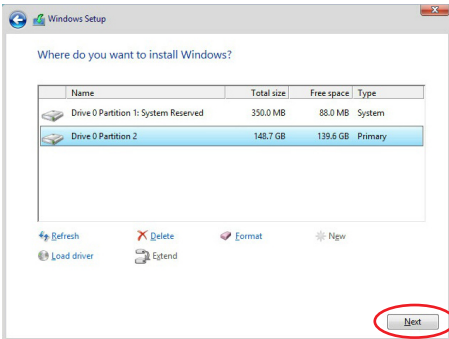 Windows Setup
Where do you want to install Windows?
Name Total size Free space Type
Drive 0 Partition 1: System Reserved 350.0 MB 88.0 MB System
Drive 0 Partition 2 148.7 GB 139.6 GB Primary
Refresh Delete Format New
Load driver Extend
Next